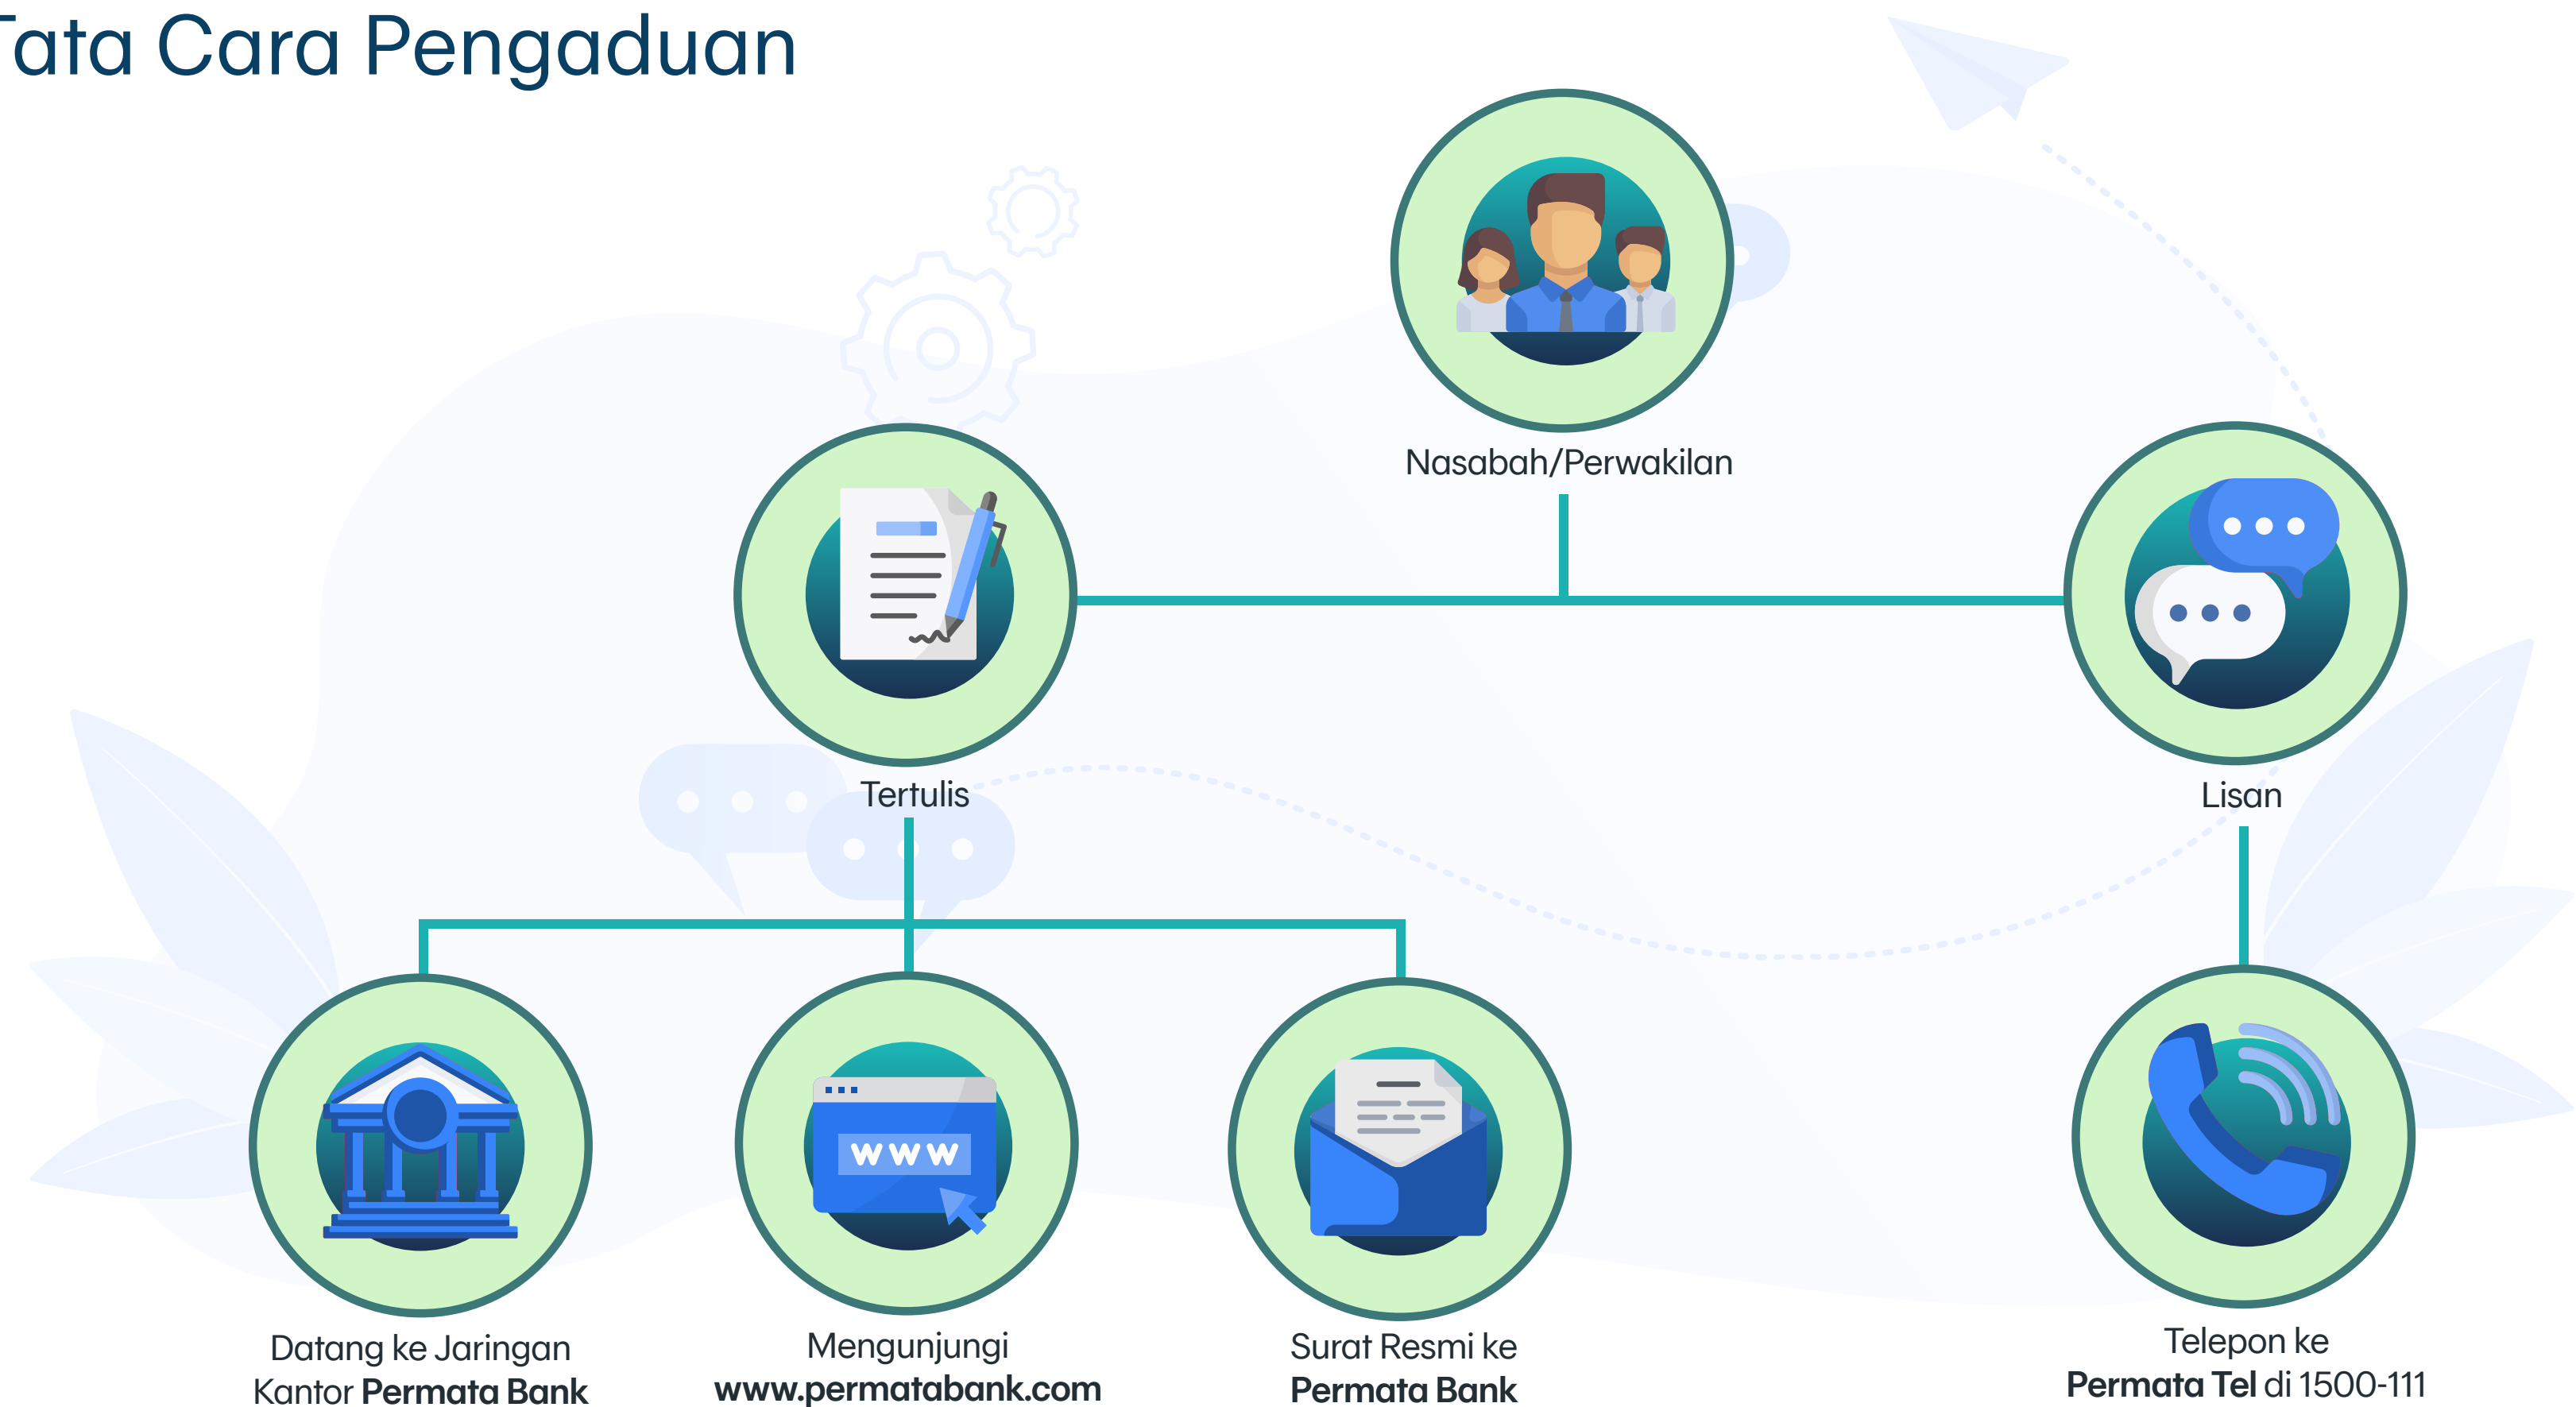 Tata Cara Pengaduan
Nasabah/Perwakilan
Tertulis
Lisan
www
Datang ke Jaringan
Kantor Permata Bank
Mengunjungi
www.permatabank.com
Surat Resmi ke
Permata Bank
Telepon ke
Permata Tel di 1500-111